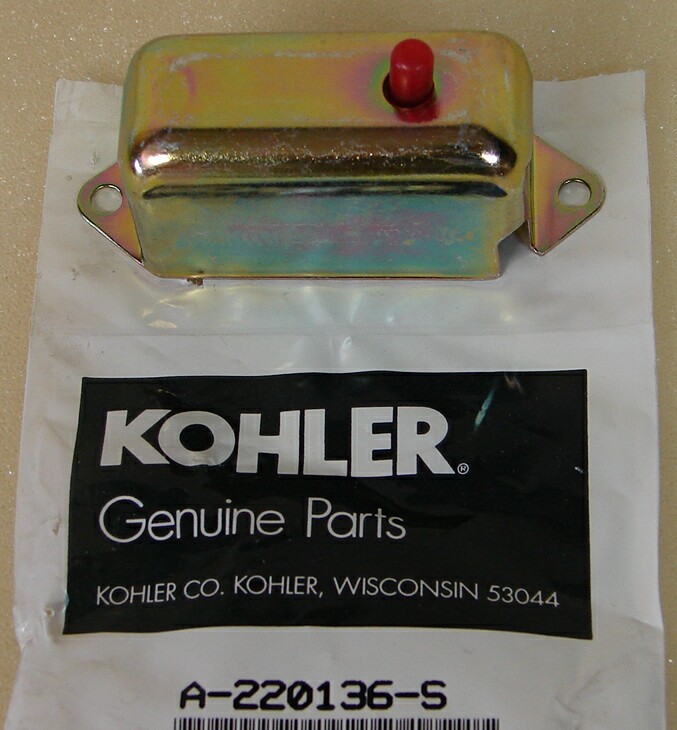 KOHLER®
Genuine Parts
KOHLER CO. KOHLER, WISCONSIN 53044
A-220136-S